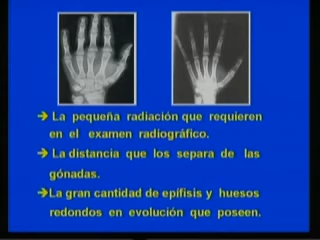 ➔ La pequeña radiación que requieren
en el examen radiográfico.
➔ La distancia que los separa de las
gónadas.
➔La gran cantidad de epífisis y huesos
redondos en evolución que poseen.